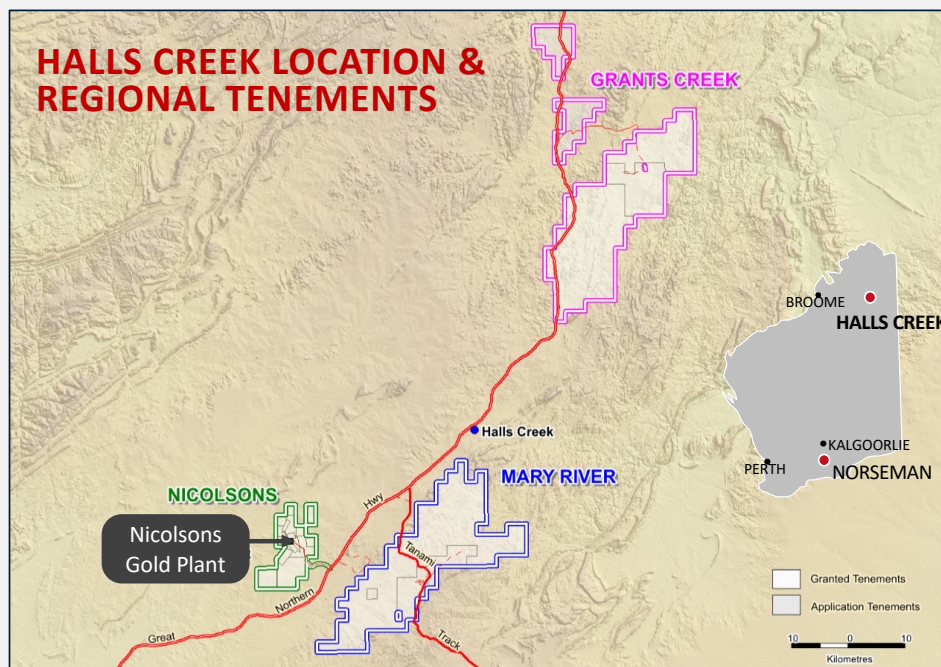 HALLS CREEK LOCATION &
REGIONAL TENEMENTS
GRANTS CREEK
BROOME
HALLS CREEK
KALGOORLIE
PERTH
NORSEMAN
Halls Creek
MARY RIVER
NICOLSONS
Nicolsons
Gold Plant
Hwy
Northern
Great
Tanami
Track
Granted Tenements
Application Tenements
10 0 10
Kilometres